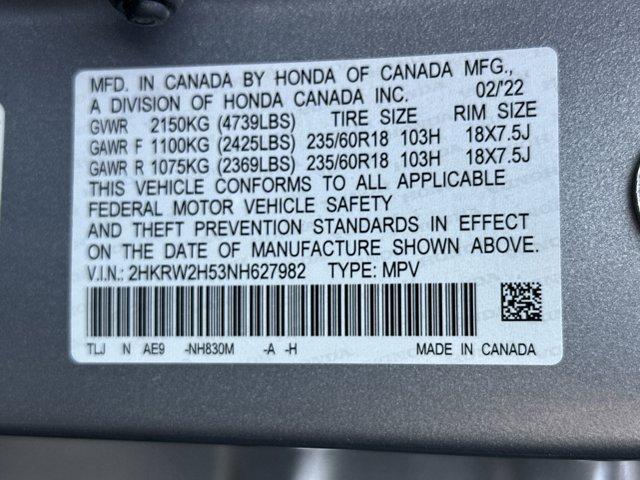 MFD. IN CANADA BY HONDA OF CANADA MFG.,
A DIVISION OF HONDA CANADA INC. 02/'22
GVWR 2150KG (4739LBS) TIRE SIZE RIM SIZE
GAWR F 1100KG (2425LBS) 235/60R18 103H 18X7.5J
GAWR R 1075KG (2369LBS) 235/60R18 103H 18X7.5J
THIS VEHICLE CONFORMS TO ALL APPLICABLE
FEDERAL MOTOR VEHICLE SAFETY
AND THEFT PREVENTION STANDARDS IN EFFECT
ON THE DATE OF MANUFACTURE SHOWN ABOVE.
V.I.N.: 2HKRW2H53NH627982 TYPE: MPV
TLJ N AE9 -NH830M -A -H MADE IN CANADA